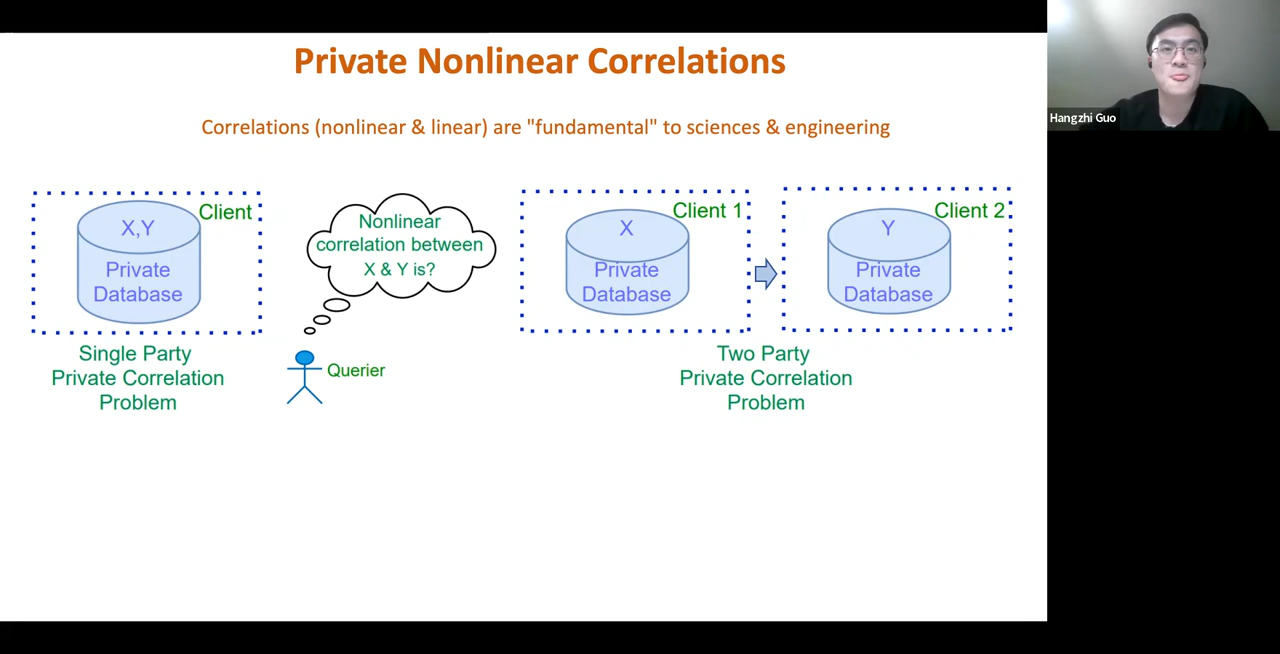 Private Nonlinear Correlations
Correlations (nonlinear & linear) are "fundamental" to sciences & engineering
Client
X,Y
Private
Database
Single Party
Private Correlation
Problem
Nonlinear
correlation between
X & Y is?
Querier
Client 1
X
Private
Database
Client 2
Y
Private
Database
Two Party
Private Correlation
Problem
Hangzhi Guo